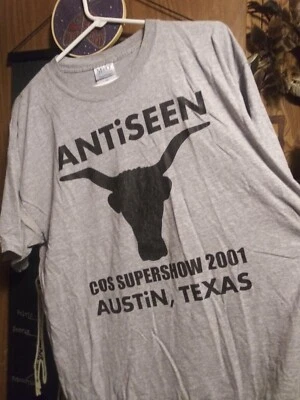 ANTiSEEN
COS SUPERSHOW 2001
AUSTiN, TEXAS